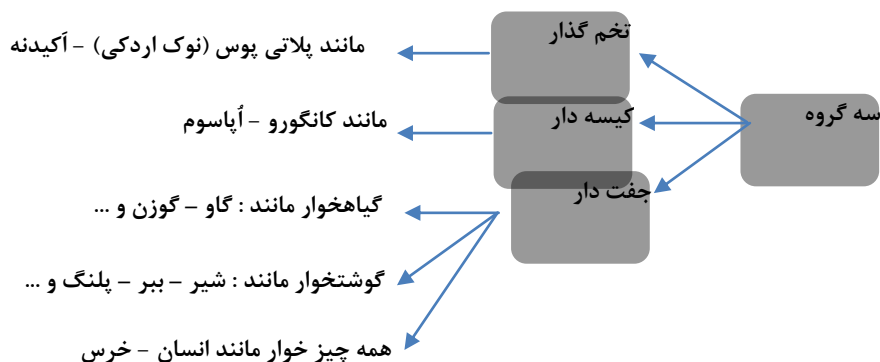 سه گروه
تخم گذار
مانند پلاتی پوس (نوک اردکی) – اَکیدنه
کیسه دار
مانند کانگورو – اُپاسوم
جفت دار
گیاهخوار مانند : گاو – گوزن و ...
گوشتخوار مانند : شیر – ببر – پلنگ و ...
همه چیز خوار مانند انسان – خرس